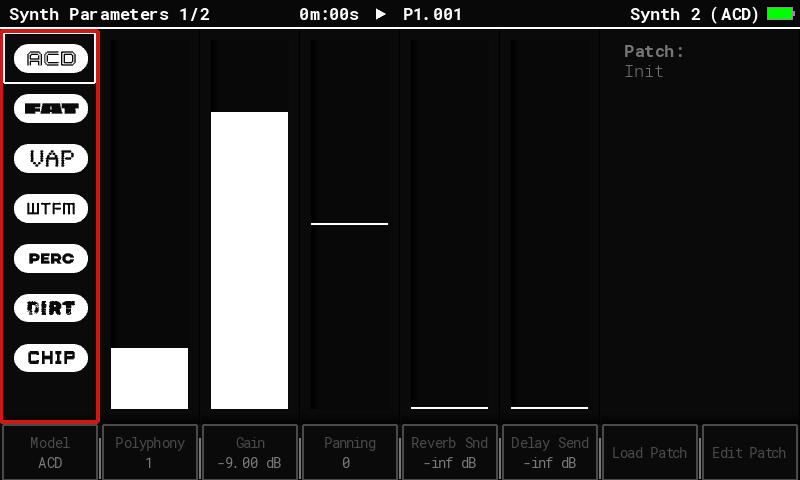 Synth Parameters 1/2 0m:00s ▶ P1.001 Synth 2 (ACD)
ACD
FAT
VAP
WTFM
PERC
DIRT
CHIP
Patch:
Init
Model Polyphony Gain Panning Reverb Snd Delay Send Load Patch Edit Patch
ACD 1 -9.00 dB 0 -inf dB -inf dB